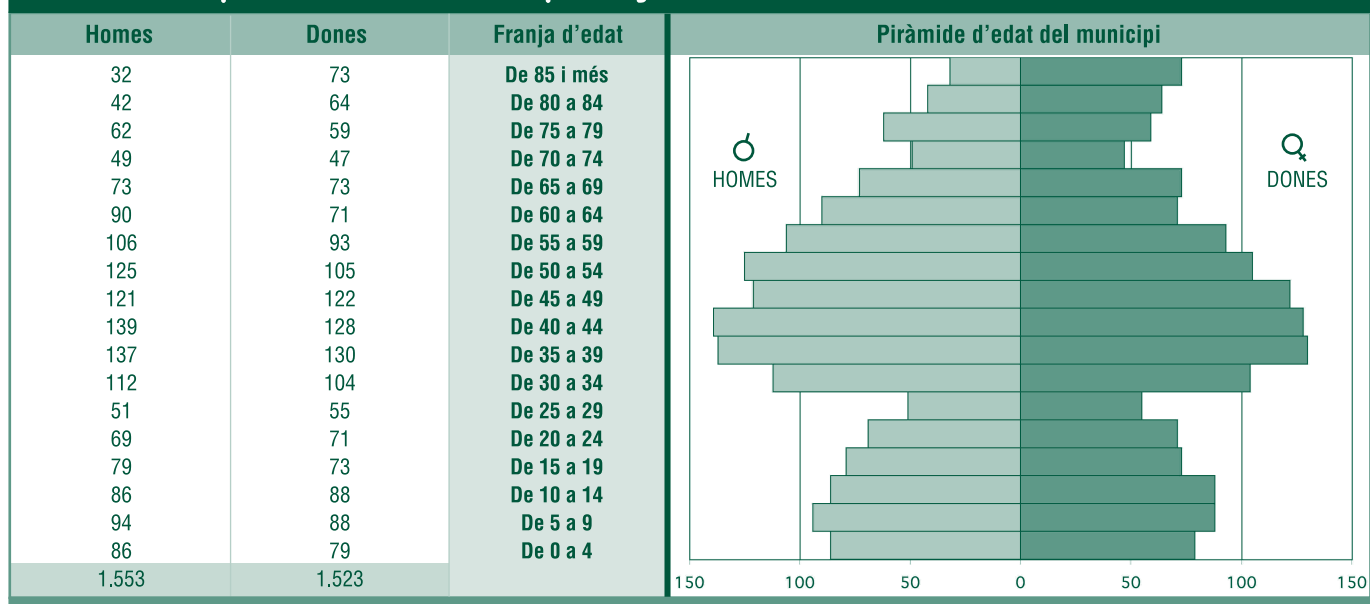 Homes Dones Franja d'edat Piràmide d'edat del municipi
32 73 De 85 i més
42 64 De 80 a 84
62 59 De 75 a 79
49 47 De 70 a 74
73 73 De 65 a 69
90 71 De 60 a 64
106 93 De 55 a 59
125 105 De 50 a 54
121 122 De 45 a 49
139 128 De 40 a 44
137 130 De 35 a 39
112 104 De 30 a 34
51 55 De 25 a 29
69 71 De 20 a 24
79 73 De 15 a 19
86 88 De 10 a 14
94 88 De 5 a 9
86 79 De 0 a 4
1.553 1.523
HOMES DONES
150 100 50 0 50 100 150